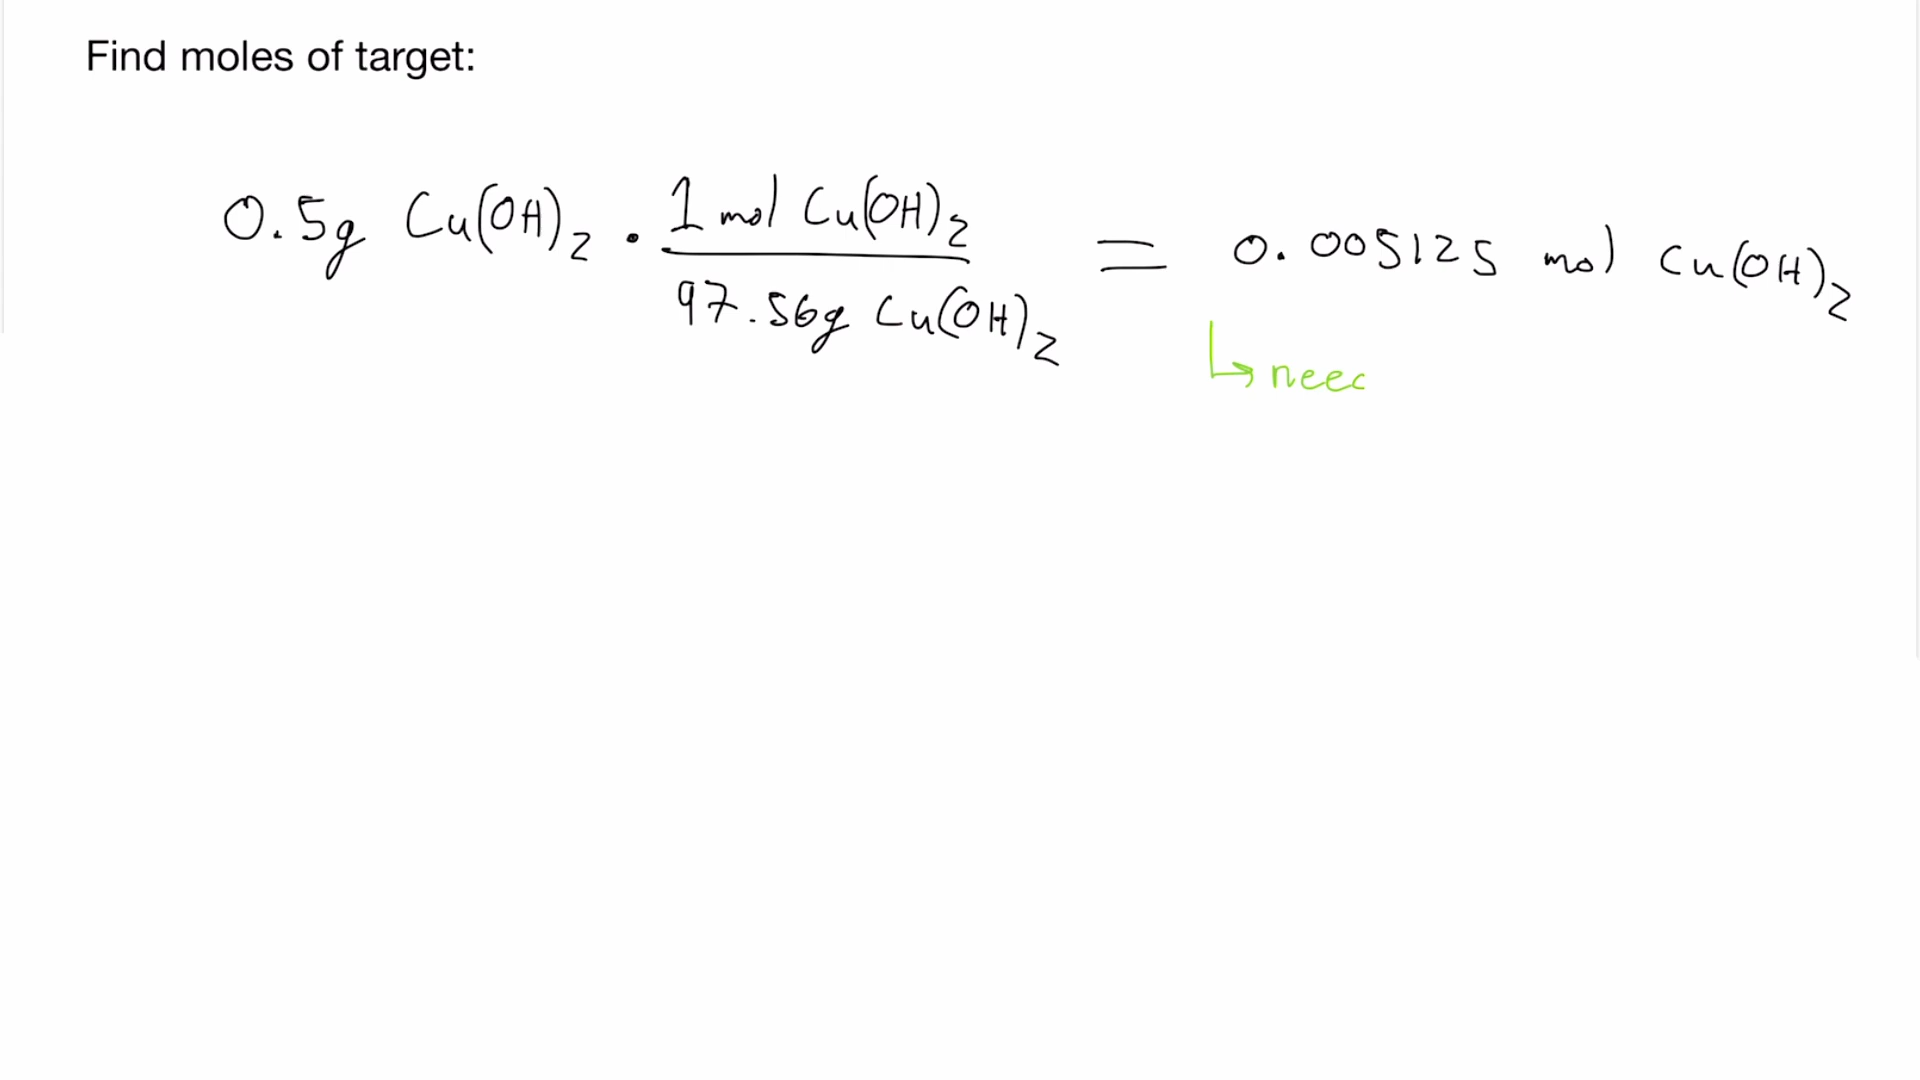 Find moles of target:
0.5g Cu(OH)₂ · 1 mol Cu(OH)₂ / 97.56g Cu(OH)₂ = 0.005125 mol Cu(OH)₂
↳ neec